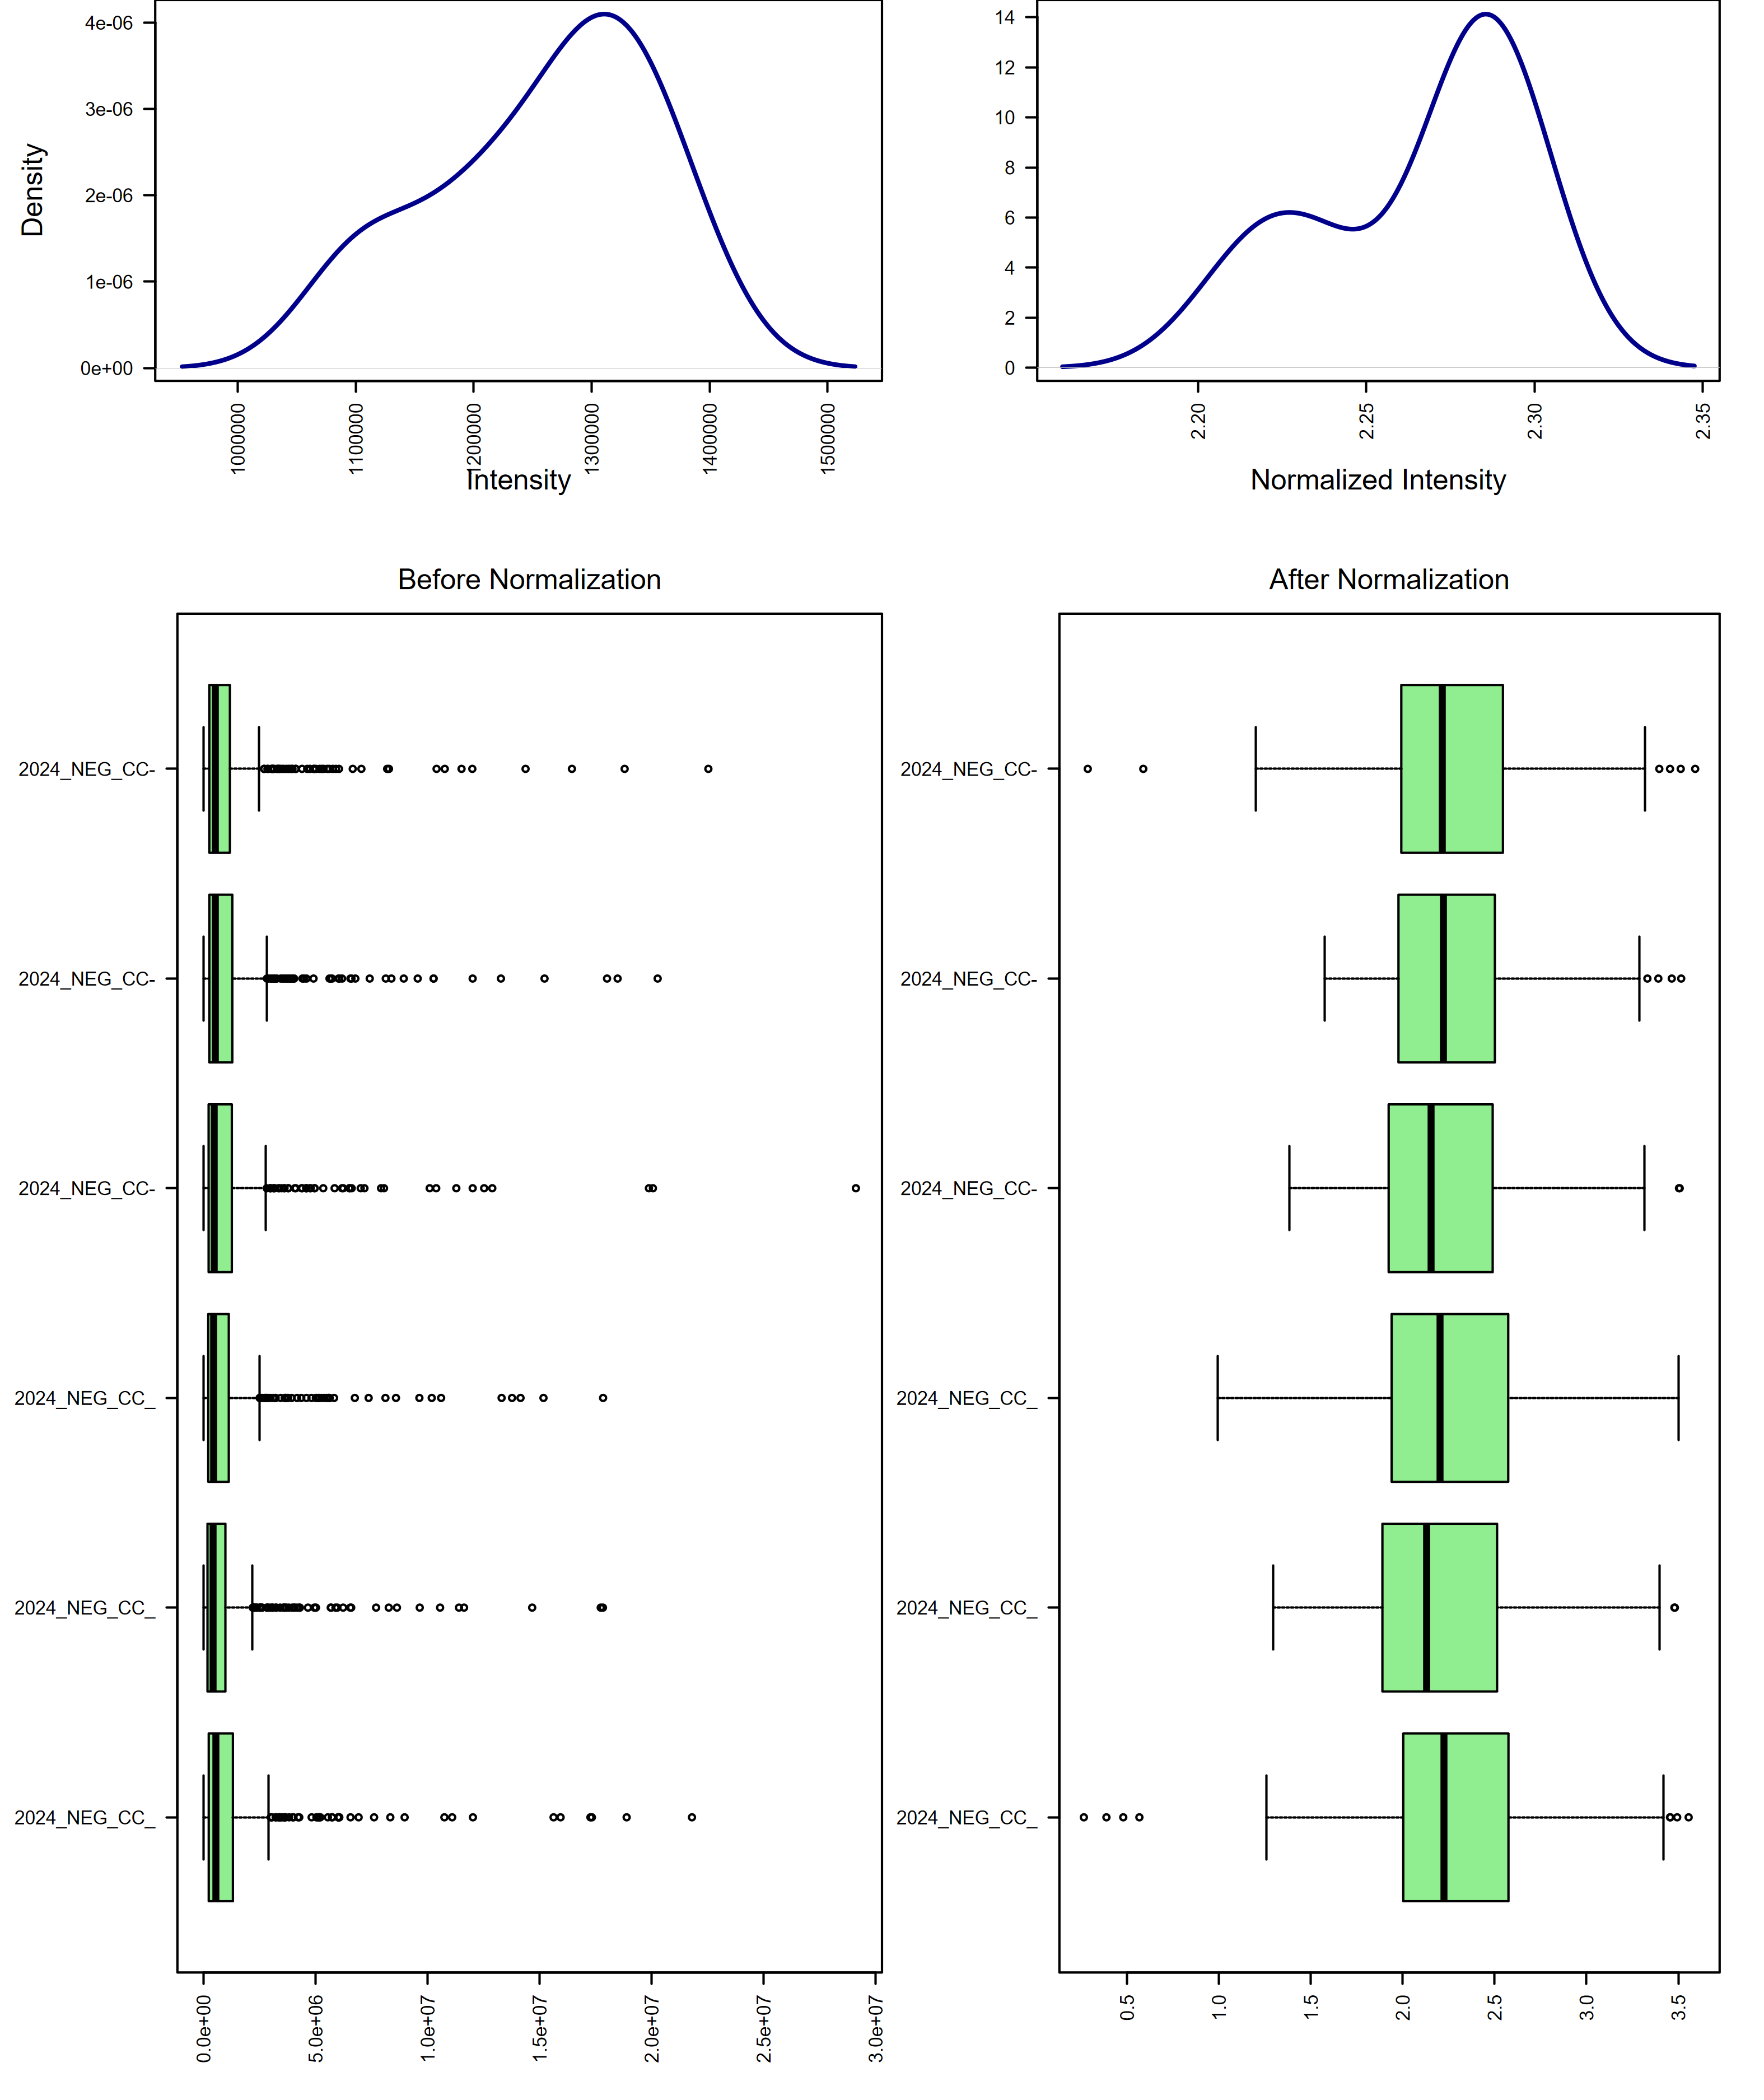 Density
4e-06
3e-06
2e-06
1e-06
0e+00
1000000
1100000
1200000
1300000
1400000
1500000
Intensity
14
12
10
8
6
4
2
0
2.20
2.25
2.30
2.35
Normalized Intensity
Before Normalization
2024_NEG_CC-
2024_NEG_CC-
2024_NEG_CC-
2024_NEG_CC_
2024_NEG_CC_
2024_NEG_CC_
0.0e+00
5.0e+06
1.0e+07
1.5e+07
2.0e+07
2.5e+07
3.0e+07
After Normalization
2024_NEG_CC-
2024_NEG_CC-
2024_NEG_CC-
2024_NEG_CC_
2024_NEG_CC_
2024_NEG_CC_
0.5
1.0
1.5
2.0
2.5
3.0
3.5